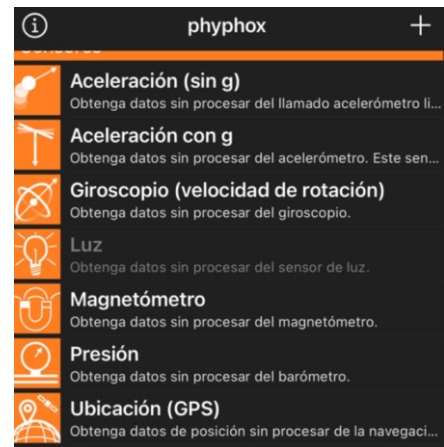 phyphox
Sensores
Aceleración (sin g)
Obtenga datos sin procesar del llamado acelerómetro li...
Aceleración con g
Obtenga datos sin procesar del acelerómetro. Este sen...
Giroscopio (velocidad de rotación)
Obtenga datos sin procesar del giroscopio.
Luz
Obtenga datos sin procesar del sensor de luz.
Magnetómetro
Obtenga datos sin procesar del magnetómetro.
Presión
Obtenga datos sin procesar del barómetro.
Ubicación (GPS)
Obtenga datos de posición sin procesar de la navegaci...